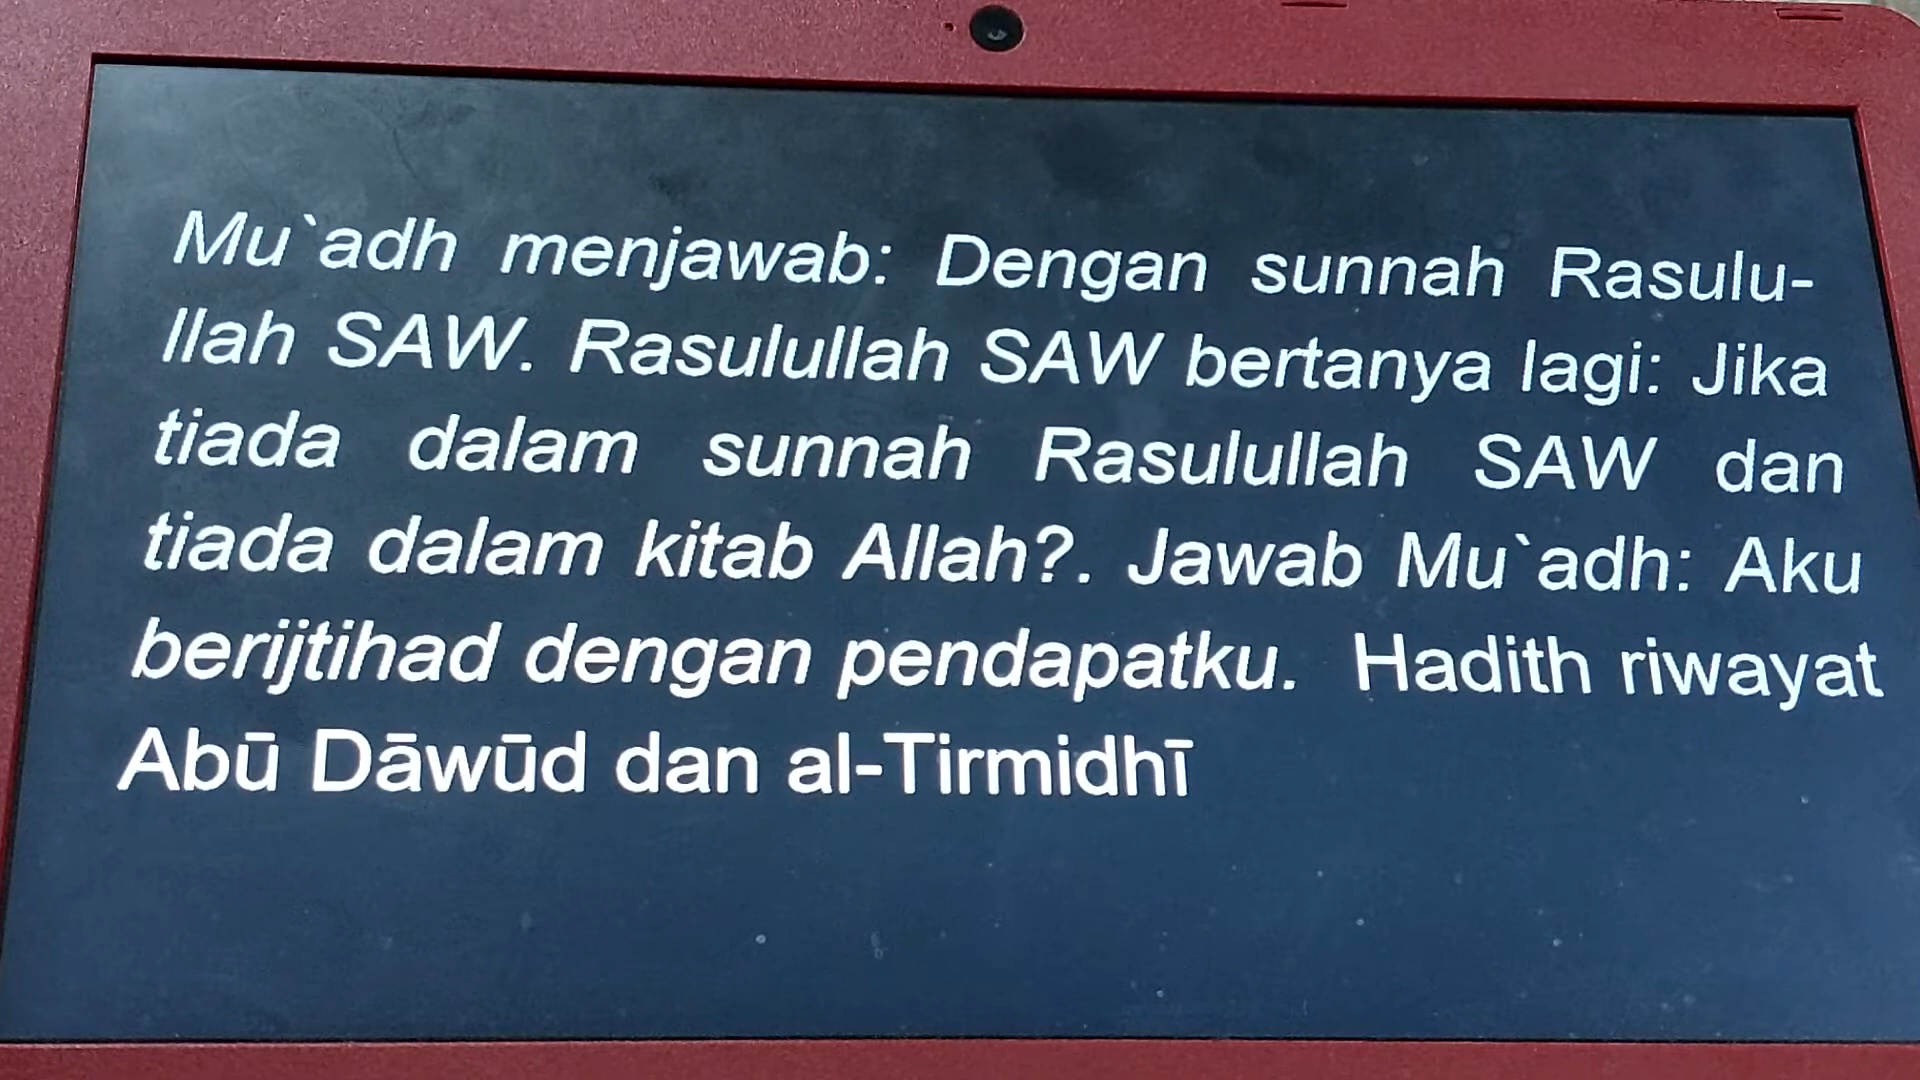 Mu`adh menjawab: Dengan sunnah Rasulu-
llah SAW. Rasulullah SAW bertanya lagi: Jika
tiada dalam sunnah Rasulullah SAW dan
tiada dalam kitab Allah?. Jawab Mu`adh: Aku
berijtihad dengan pendapatku. Hadith riwayat
Abū Dāwūd dan al-Tirmidhī